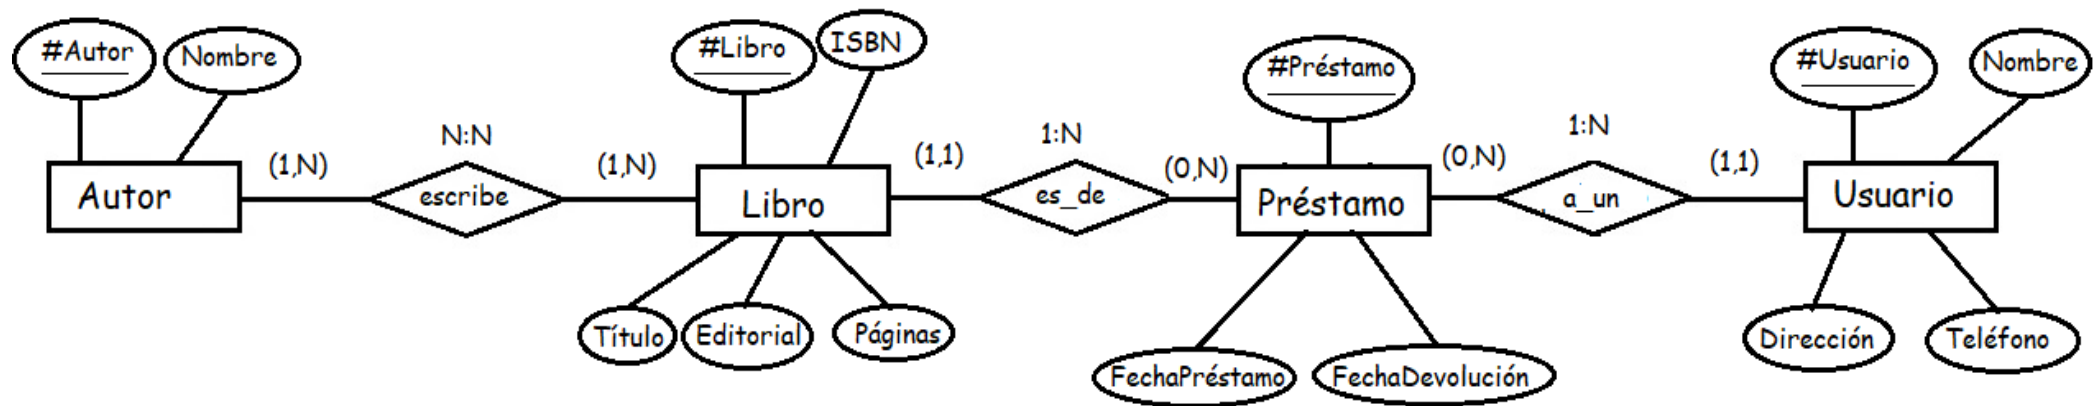 #Autor
Nombre
#Libro
ISBN
#Préstamo
#Usuario
Nombre
N:N
1:N
1:N
(1,N)
(1,N)
(1,1)
(0,N)
(0,N)
(1,1)
Autor
escribe
Libro
es_de
Préstamo
a_un
Usuario
Título
Editorial
Páginas
FechaPréstamo
FechaDevolución
Dirección
Teléfono